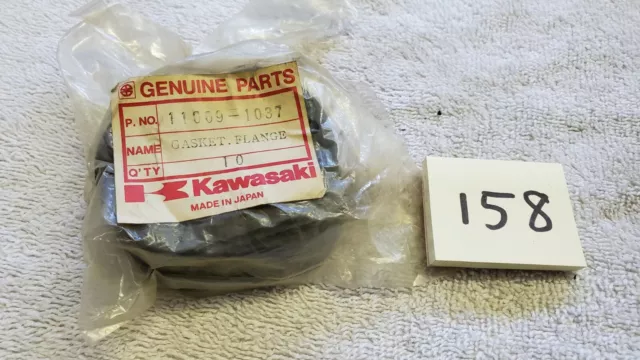 GENUINE PARTS
P. NO. 11009-1037
NAME GASKET.FLANGE
Q'TY 10
Kawasaki
MADE IN JAPAN
158